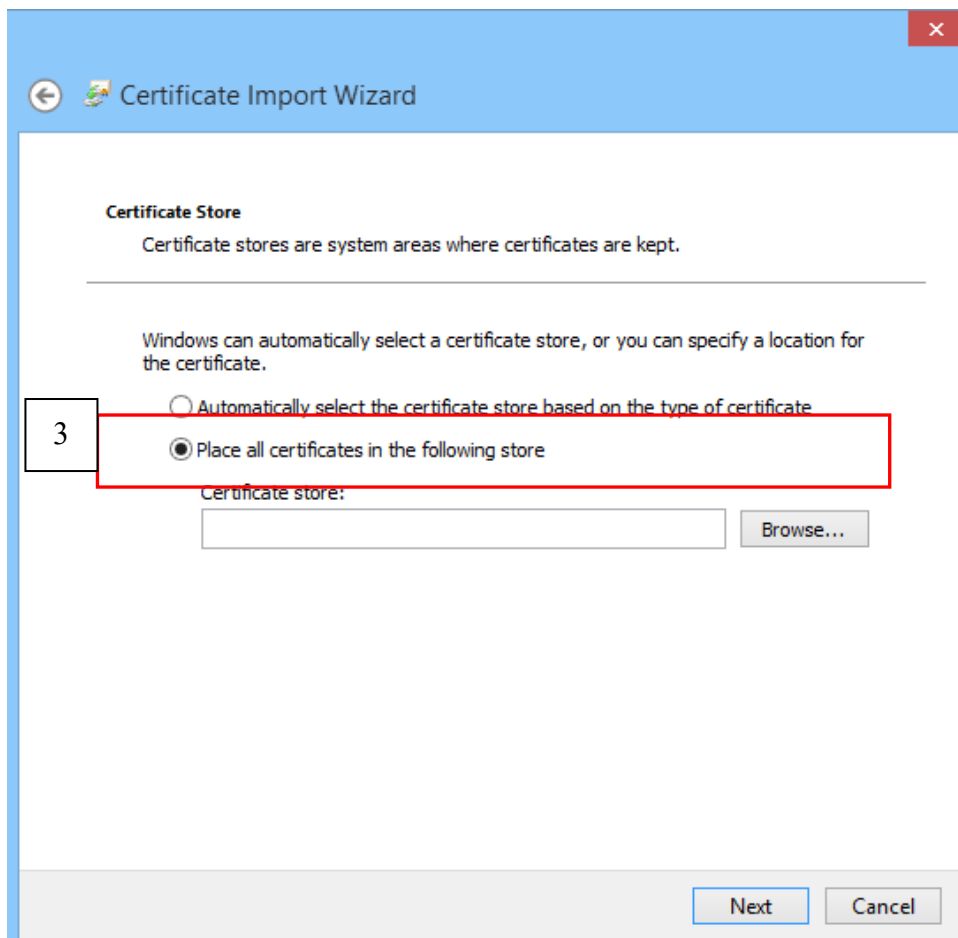 Certificate Import Wizard
Certificate Store
Certificate stores are system areas where certificates are kept.
Windows can automatically select a certificate store, or you can specify a location for
the certificate.
Automatically select the certificate store based on the type of certificate
3
Place all certificates in the following store
Certificate store:
Browse...
Next
Cancel